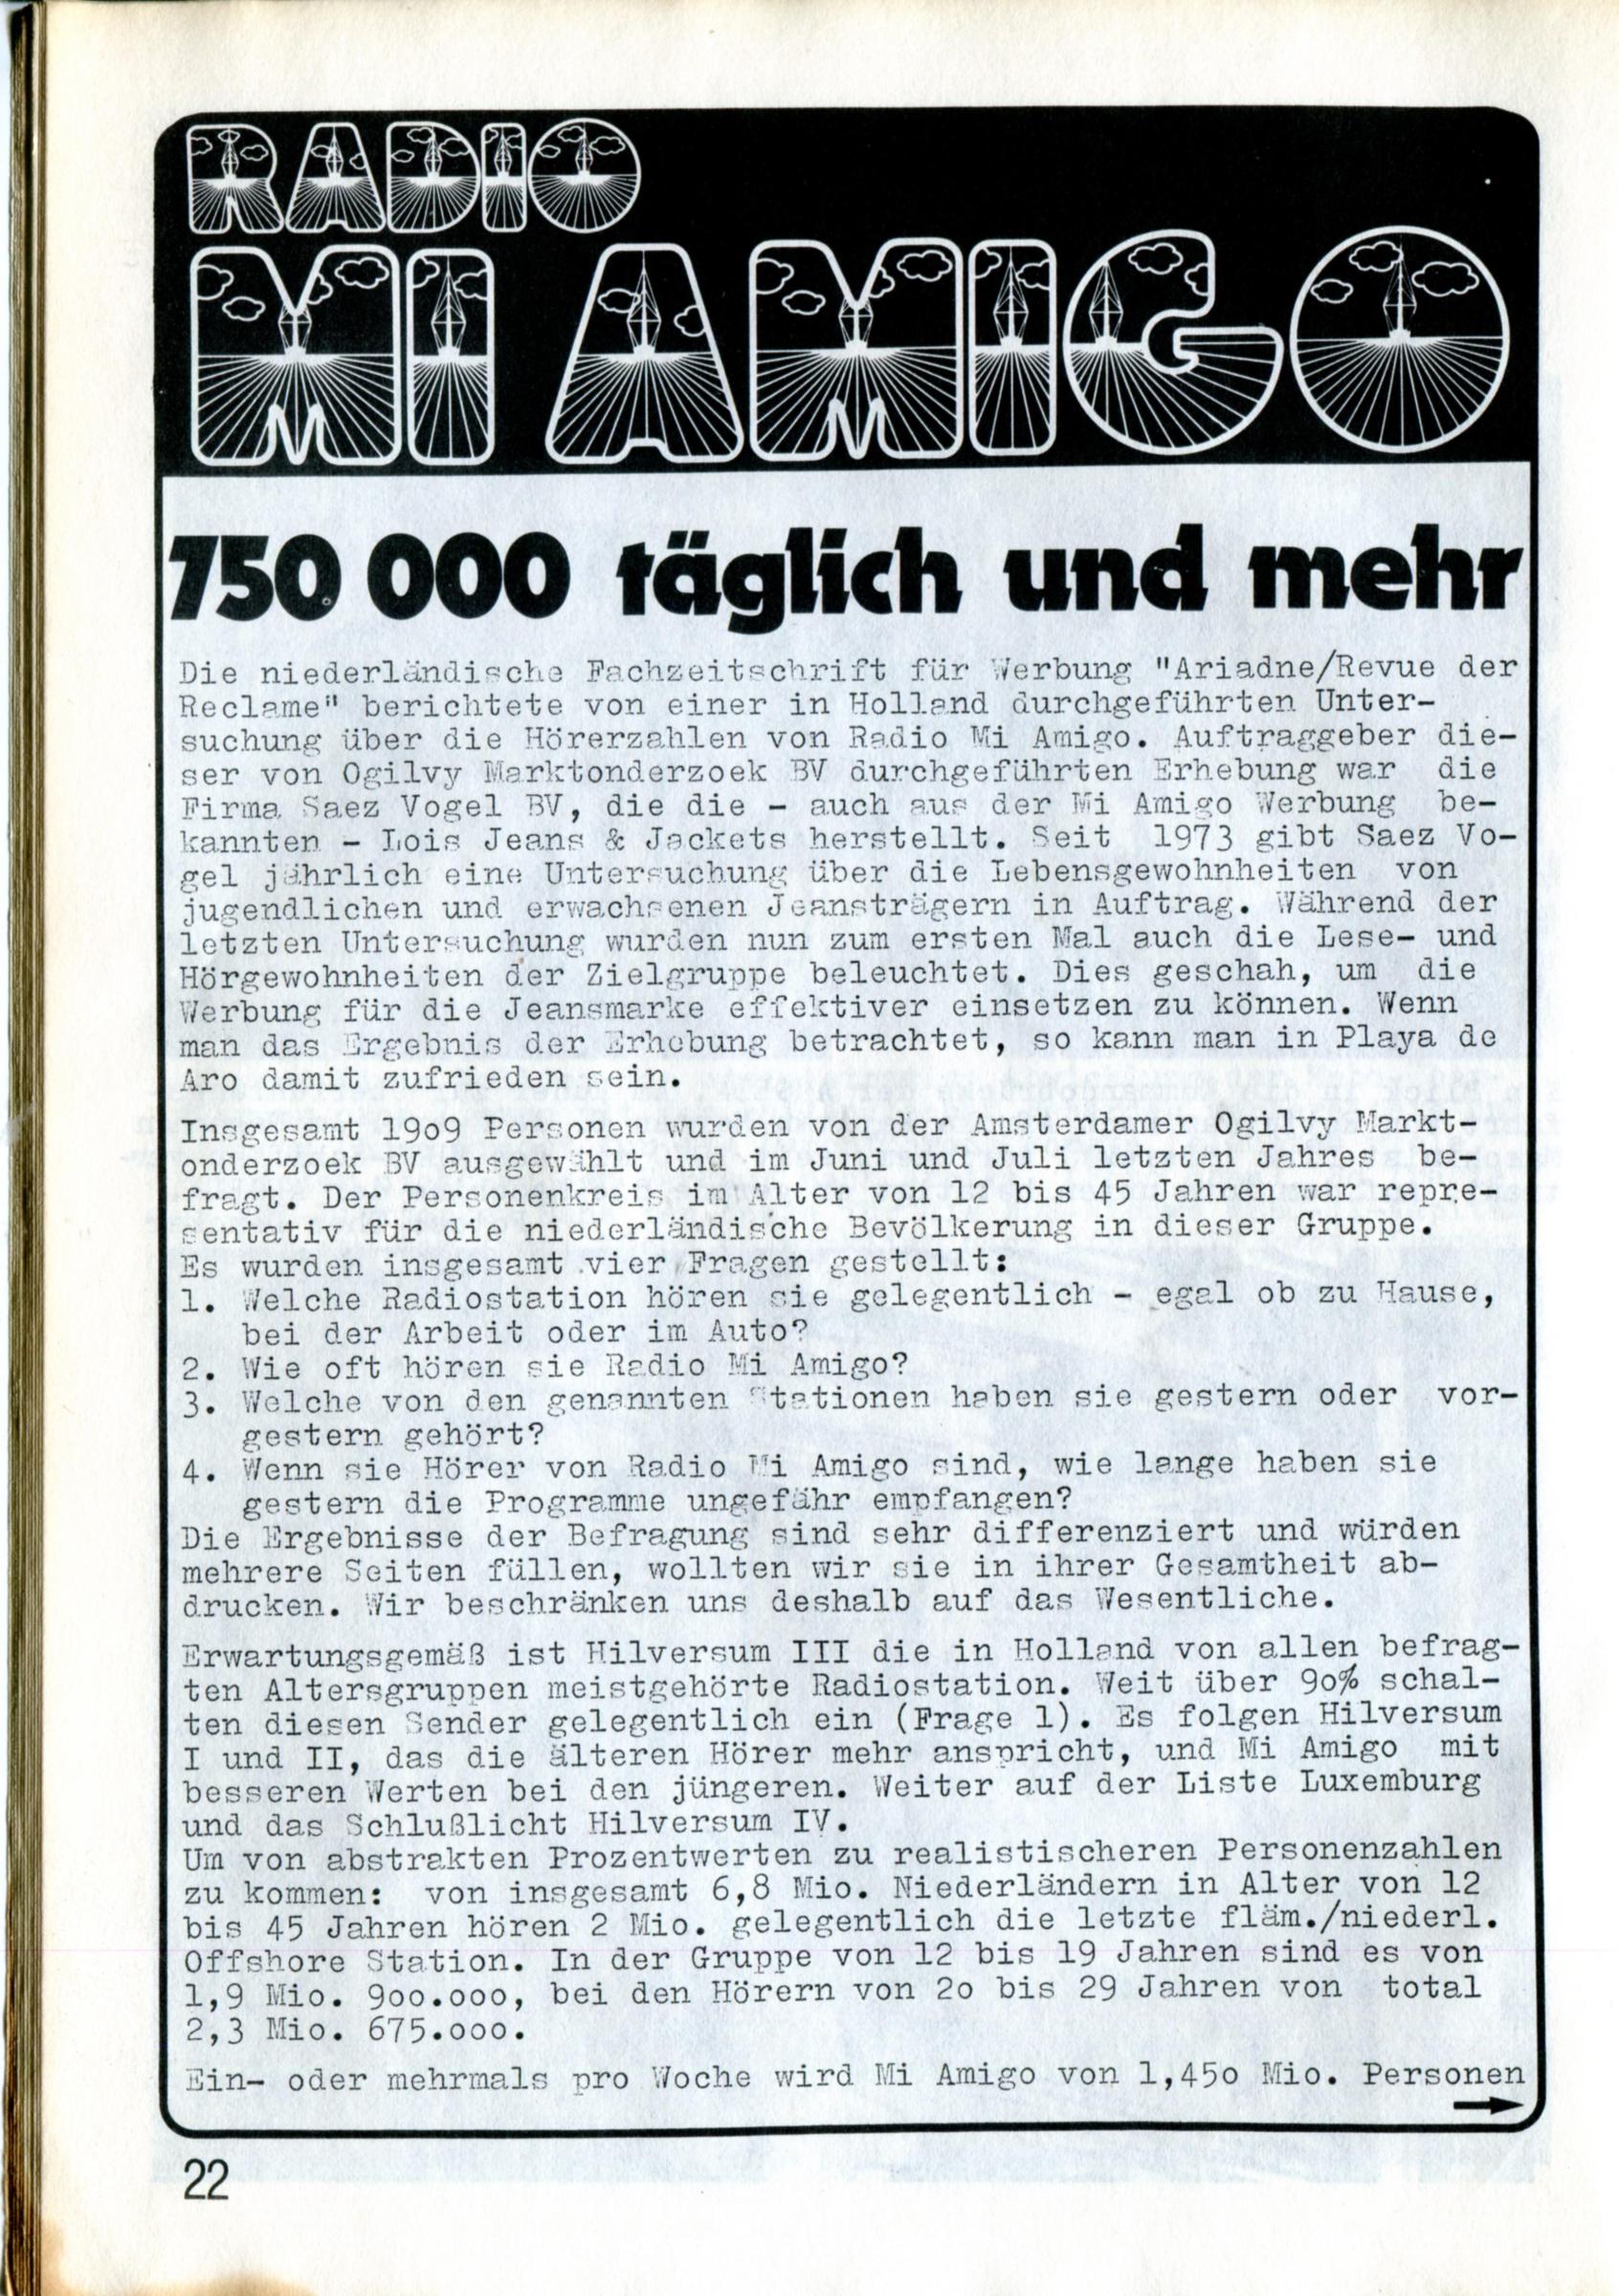 RADIO
MI AMIGO
750 000 täglich und mehr
Die niederländische Fachzeitschrift für Werbung "Ariadne/Revue der
Reclame" berichtete von einer in Holland durchgeführten Unter-
suchung über die Hörerzahlen von Radio Mi Amigo. Auftraggeber die-
ser von Ogilvy Marktonderzoek BV durchgeführten Erhebung war die
Firma Saez Vogel BV, die die - auch aus der Mi Amigo Werbung be-
kannten - Lois Jeans & Jackets herstellt. Seit 1973 gibt Saez Vo-
gel jährlich eine Untersuchung über die Lebensgewohnheiten von
jugendlichen und erwachsenen Jeansträgern in Auftrag. Während der
letzten Untersuchung wurden nun zum ersten Mal auch die Lese- und
Hörgewohnheiten der Zielgruppe beleuchtet. Dies geschah, um die
Werbung für die Jeansmarke effektiver einsetzen zu können. Wenn
man das Ergebnis der Erhebung betrachtet, so kann man in Playa de
Aro damit zufrieden sein.
Insgesamt 19o9 Personen wurden von der Amsterdamer Ogilvy Markt-
onderzoek BV ausgewählt und im Juni und Juli letzten Jahres be-
fragt. Der Personenkreis im Alter von 12 bis 45 Jahren war repre-
sentativ für die niederländische Bevölkerung in dieser Gruppe.
Es wurden insgesamt vier Fragen gestellt:
1. Welche Radiostation hören sie gelegentlich - egal ob zu Hause,
bei der Arbeit oder im Auto?
2. Wie oft hören sie Radio Mi Amigo?
3. Welche von den genannten Stationen haben sie gestern oder vor-
gestern gehört?
4. Wenn sie Hörer von Radio Mi Amigo sind, wie lange haben sie
gestern die Programme ungefähr empfangen?
Die Ergebnisse der Befragung sind sehr differenziert und würden
mehrere Seiten füllen, wollten wir sie in ihrer Gesamtheit ab-
drucken. Wir beschränken uns deshalb auf das Wesentliche.
Erwartungsgemäß ist Hilversum III die in Holland von allen befrag-
ten Altersgruppen meistgehörte Radiostation. Weit über 9o% schal-
ten diesen Sender gelegentlich ein (Frage 1). Es folgen Hilversum
I und II, das die älteren Hörer mehr anspricht, und Mi Amigo mit
besseren Werten bei den jüngeren. Weiter auf der Liste Luxemburg
und das Schlußlicht Hilversum IV.
Um von abstrakten Prozentwerten zu realistischeren Personenzahlen
zu kommen: von insgesamt 6,8 Mio. Niederländern in Alter von 12
bis 45 Jahren hören 2 Mio. gelegentlich die letzte fläm./niederl.
Offshore Station. In der Gruppe von 12 bis 19 Jahren sind es von
1,9 Mio. 9oo.ooo, bei den Hörern von 2o bis 29 Jahren von total
2,3 Mio. 675.ooo.
Ein- oder mehrmals pro Woche wird Mi Amigo von 1,45o Mio. Personen
22